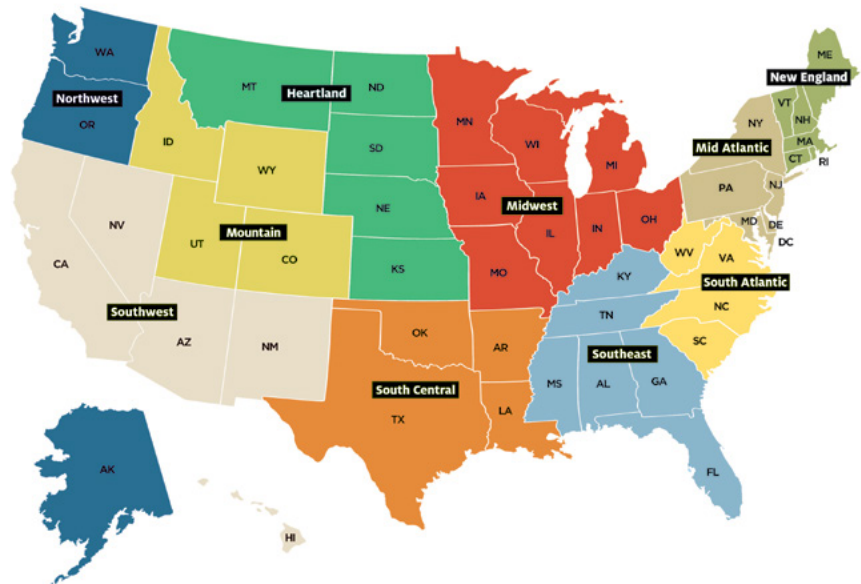 WA
Northwest
OR
MT
Heartland
ND
ID
WY
SD
NE
KS
UT
Mountain
CO
NV
CA
Southwest
AZ
NM
MN
WI
MI
IA
Midwest
IL
IN
OH
MO
ME
New England
VT
NH
NY
MA
CT
RI
Mid Atlantic
PA
NJ
MD
DE
DC
WV
VA
South Atlantic
NC
SC
KY
TN
Southeast
MS
AL
GA
FL
OK
AR
South Central
TX
LA
AK
HI